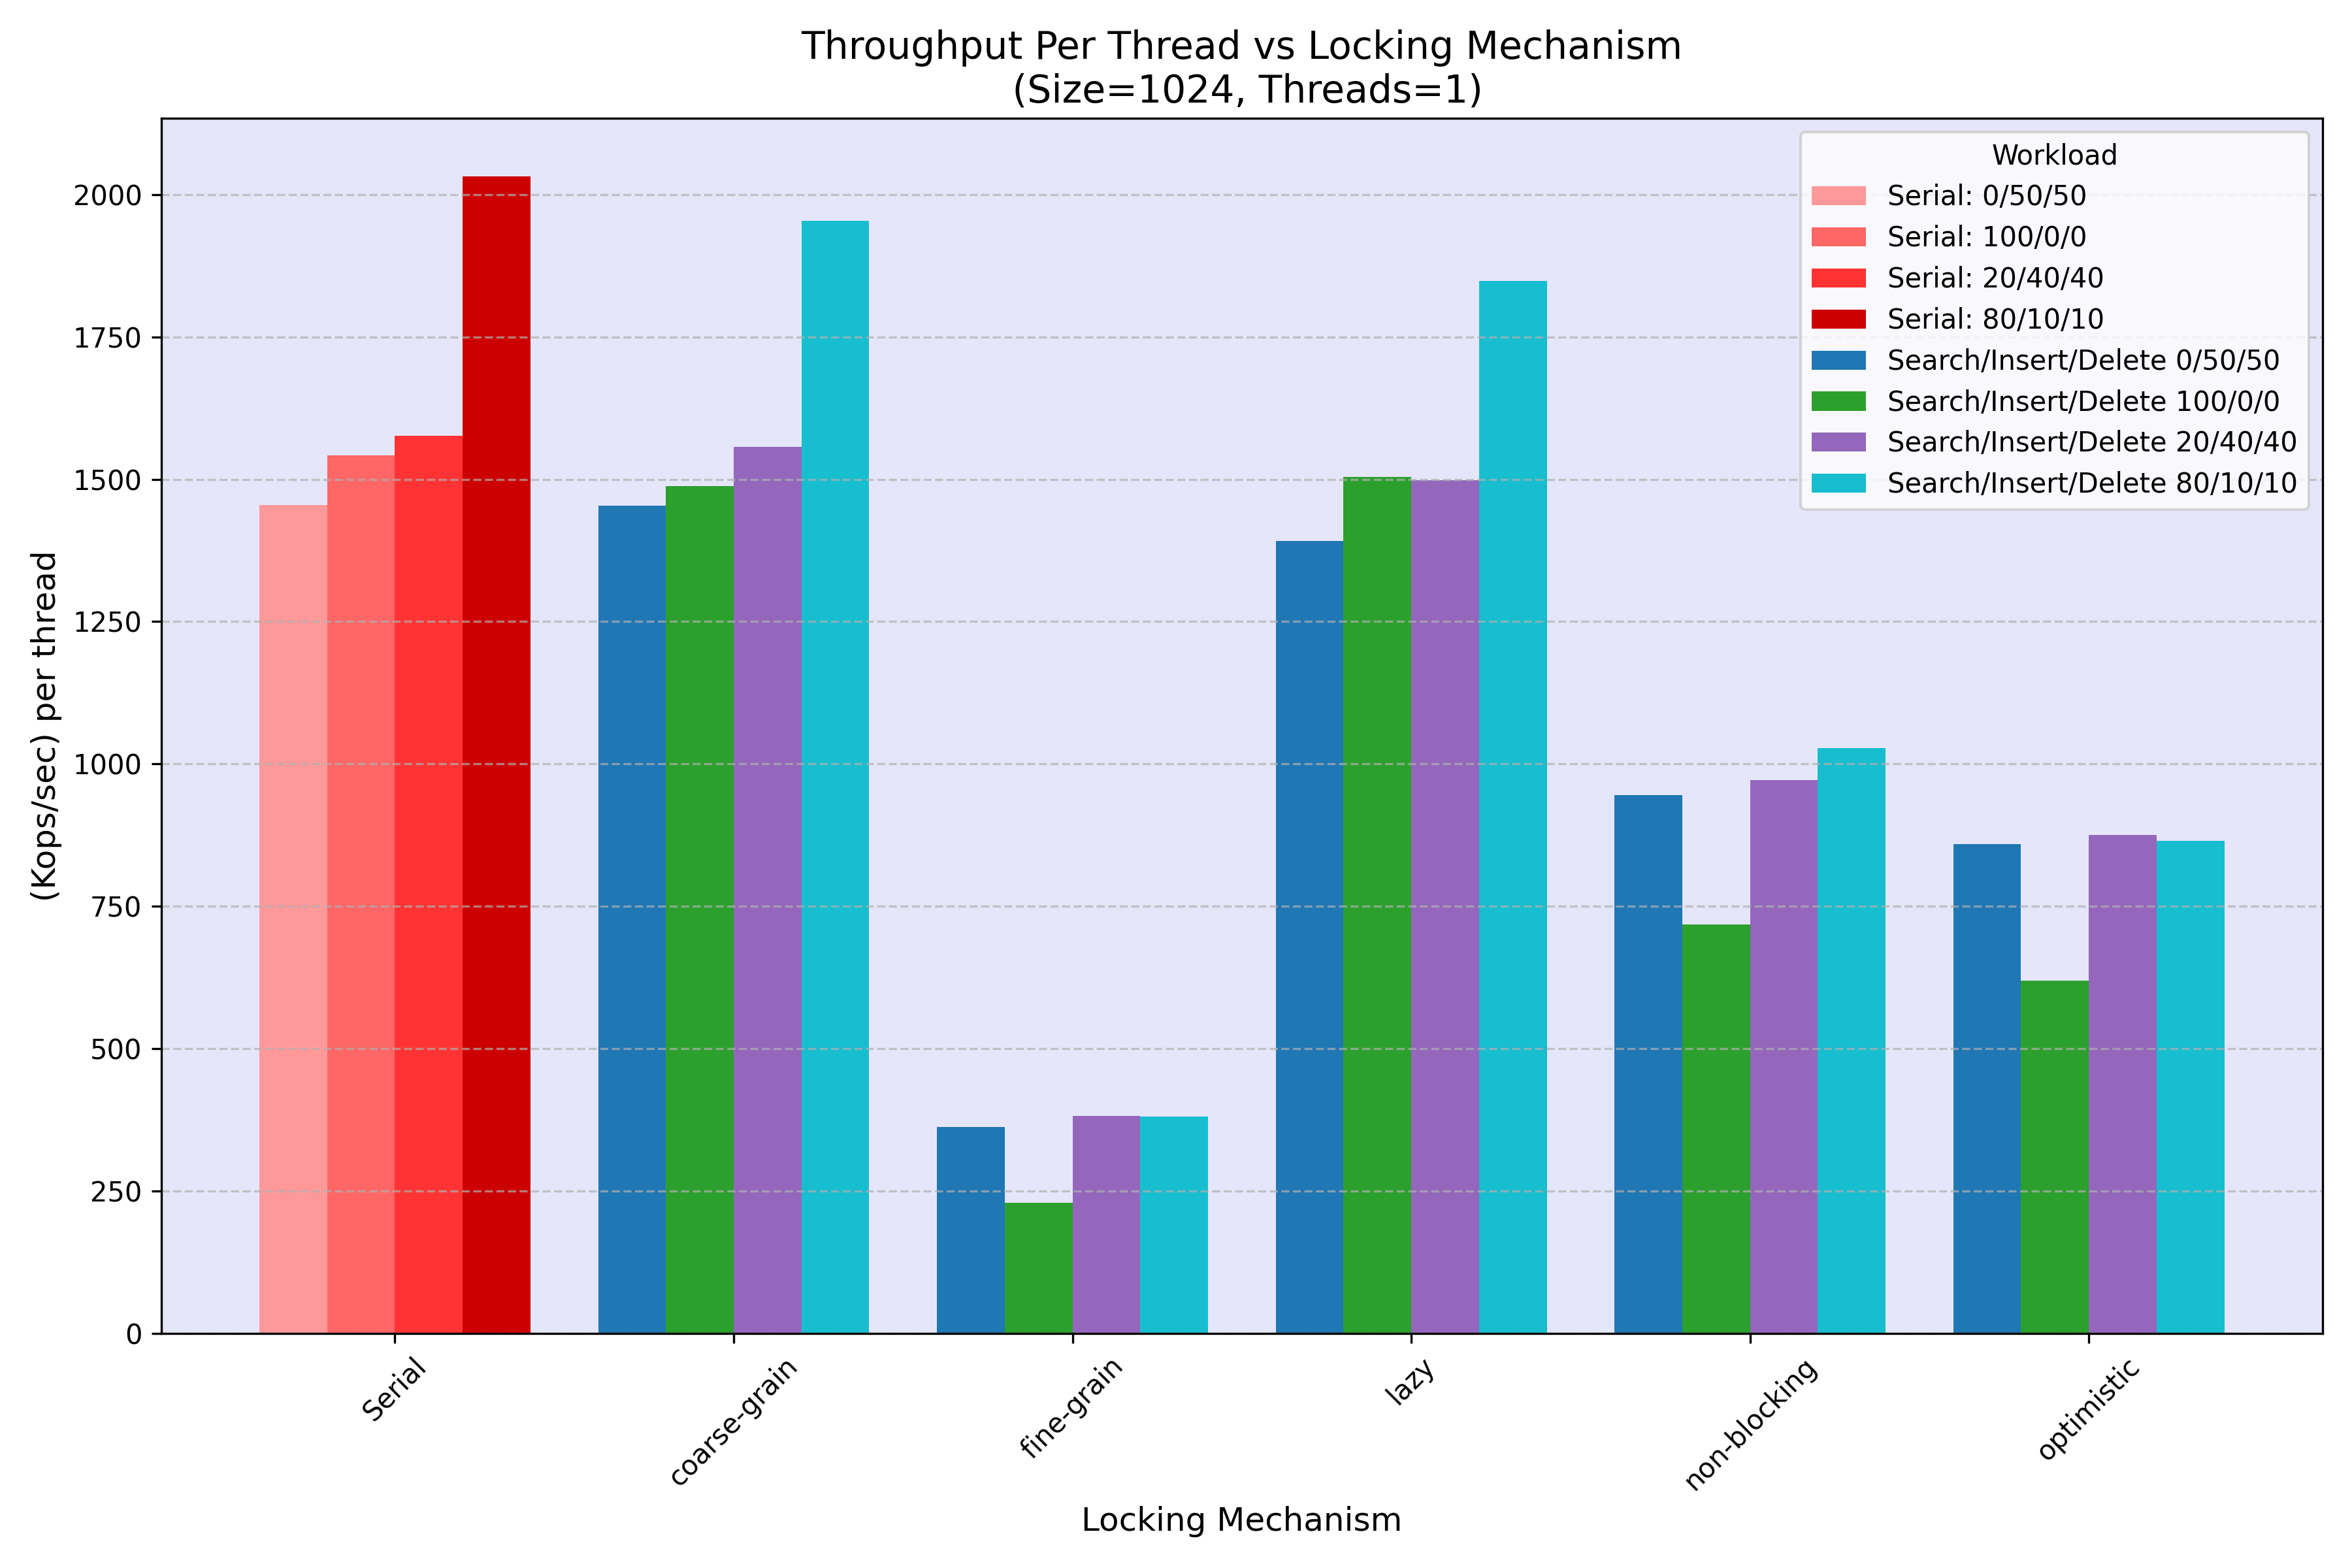 Throughput Per Thread vs Locking Mechanism
(Size=1024, Threads=1)
Workload
Serial: 0/50/50
Serial: 100/0/0
Serial: 20/40/40
Serial: 80/10/10
Search/Insert/Delete 0/50/50
Search/Insert/Delete 100/0/0
Search/Insert/Delete 20/40/40
Search/Insert/Delete 80/10/10
(Kops/sec) per thread
2000
1750
1500
1250
1000
750
500
250
0
Serial
coarse-grain
fine-grain
lazy
non-blocking
optimistic
Locking Mechanism